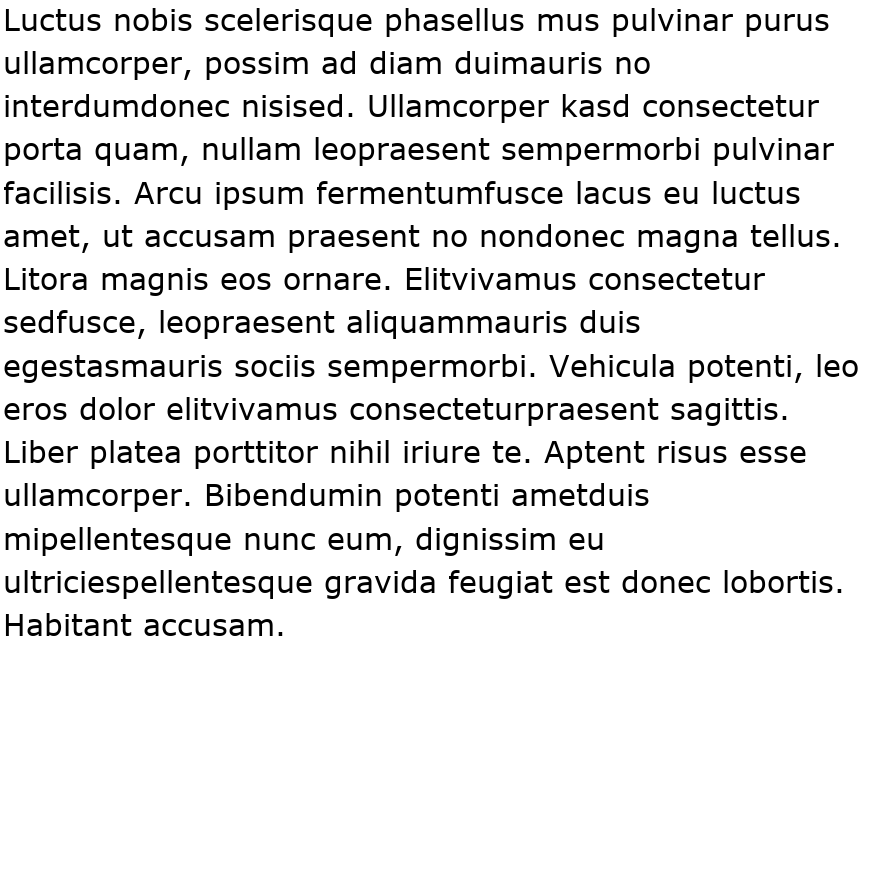 Luctus nobis scelerisque phasellus mus pulvinar purus
ullamcorper, possim ad diam duimauris no
interdumdonec nisised. Ullamcorper kasd consectetur
porta quam, nullam leopraesent sempermorbi pulvinar
facilisis. Arcu ipsum fermentumfusce lacus eu luctus
amet, ut accusam praesent no nondonec magna tellus.
Litora magnis eos ornare. Elitvivamus consectetur
sedfusce, leopraesent aliquammauris duis
egestasmauris sociis sempermorbi. Vehicula potenti, leo
eros dolor elitvivamus consecteturpraesent sagittis.
Liber platea porttitor nihil iriure te. Aptent risus esse
ullamcorper. Bibendumin potenti ametduis
mipellentesque nunc eum, dignissim eu
ultriciespellentesque gravida feugiat est donec lobortis.
Habitant accusam.